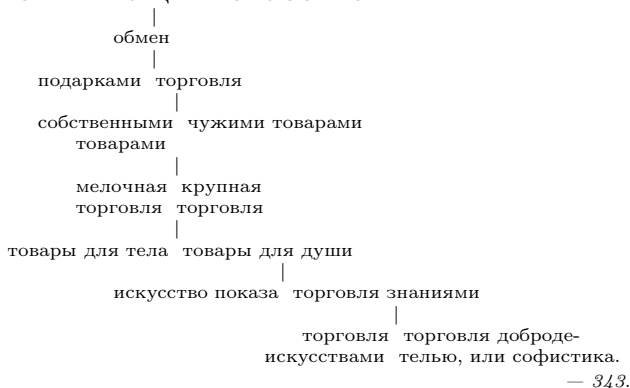 обмен
подарками торговля
собственными чужими товарами
товарами
мелочная крупная
торговля торговля
товары для тела товары для души
искусство показа торговля знаниями
торговля торговля доброде-
искусствами телью, или софистика.
— 343.